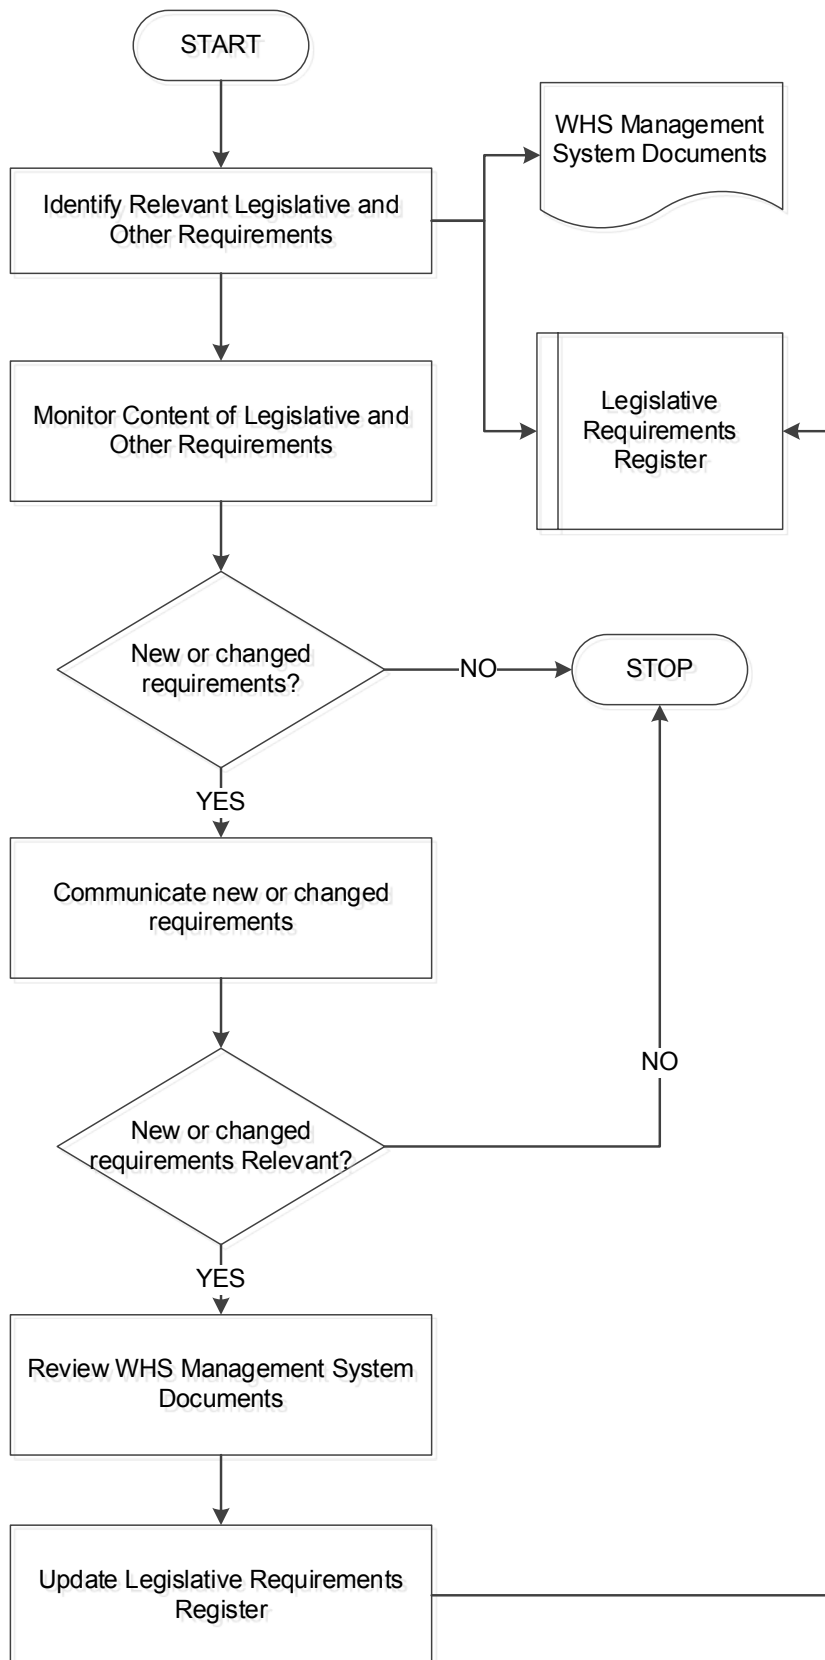 START
WHS Management
System Documents
Identify Relevant Legislative and
Other Requirements
Monitor Content of Legislative and
Other Requirements
Legislative
Requirements
Register
New or changed
requirements?
NO
STOP
YES
Communicate new or changed
requirements
NO
New or changed
requirements Relevant?
YES
Review WHS Management System
Documents
Update Legislative Requirements
Register